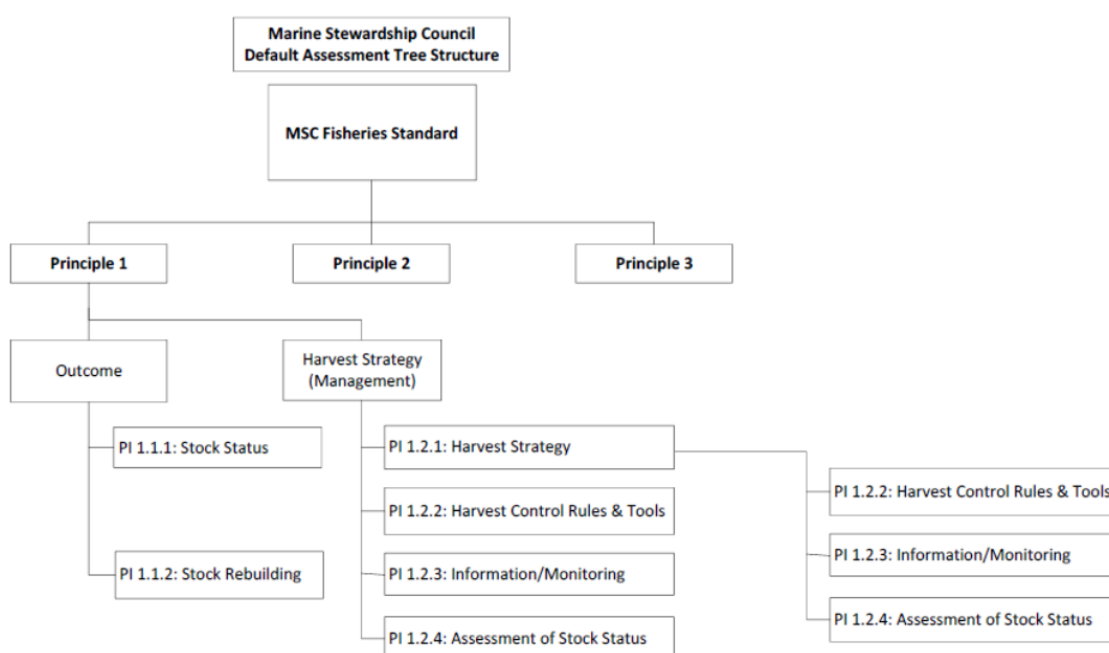 Marine Stewardship Council
Default Assessment Tree Structure
MSC Fisheries Standard
Principle 1
Principle 2
Principle 3
Outcome
Harvest Strategy
(Management)
PI 1.1.1: Stock Status
PI 1.1.2: Stock Rebuilding
PI 1.2.1: Harvest Strategy
PI 1.2.2: Harvest Control Rules & Tools
PI 1.2.3: Information/Monitoring
PI 1.2.4: Assessment of Stock Status
PI 1.2.2: Harvest Control Rules & Tools
PI 1.2.3: Information/Monitoring
PI 1.2.4: Assessment of Stock Status